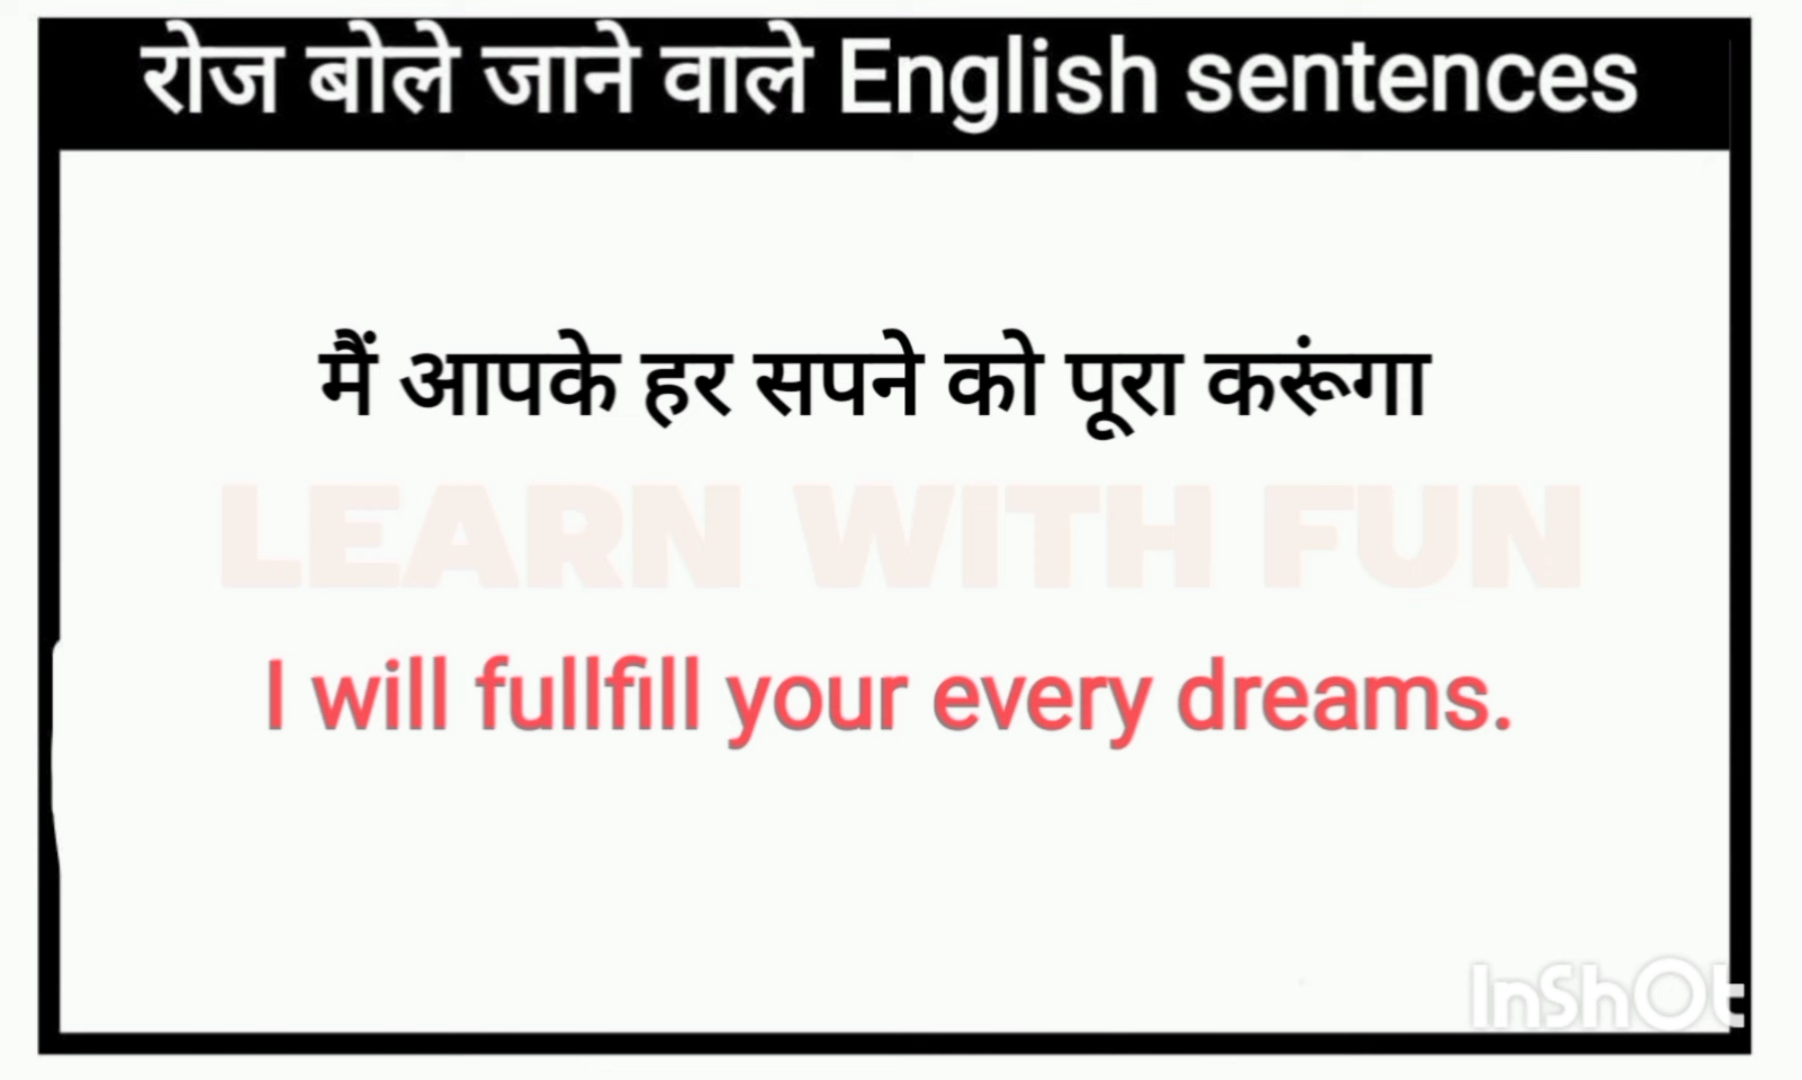 रोज बोले जाने वाले English sentences
मैं आपके हर सपने को पूरा करूंगा
LEARN WITH FUN
I will fullfill your every dreams.
InShOt